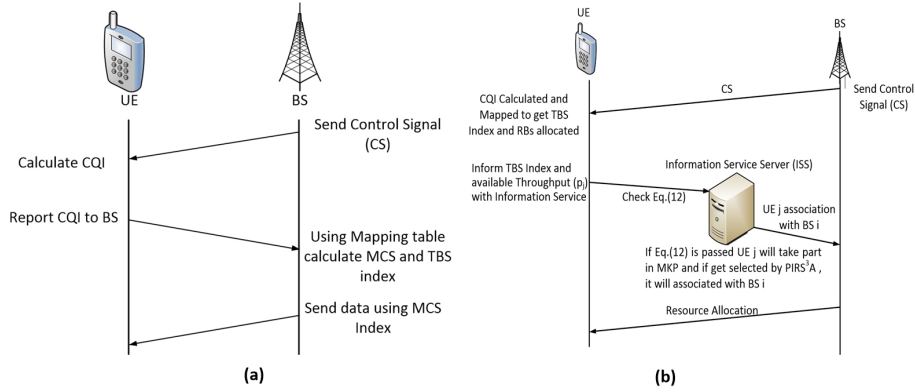 UE
BS
Send Control Signal
(CS)
Calculate CQI
Report CQI to BS
Using Mapping table
calculate MCS and TBS
index
Send data using MCS
Index
(a)
UE
BS
CS
Send Control
Signal (CS)
CQI Calculated and
Mapped to get TBS
Index and RBs allocated
Inform TBS Index and
available Throughput (pj)
with Information Service
Information Service Server (ISS)
Check Eq.(12)
UE j association
with BS i
If Eq.(12) is passed UE j will take part
in MKP and if get selected by PIRS³A ,
it will associated with BS i
Resource Allocation
(b)